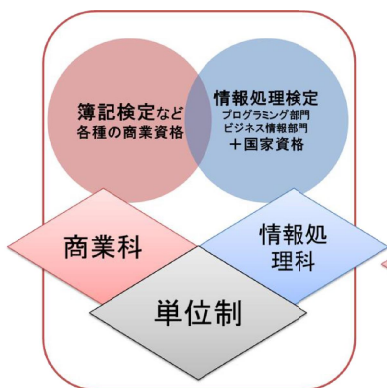 簿記検定など
各種の商業資格
情報処理検定
プログラミング部門
ビジネス情報部門
＋国家資格
商業科
情報処
理科
単位制